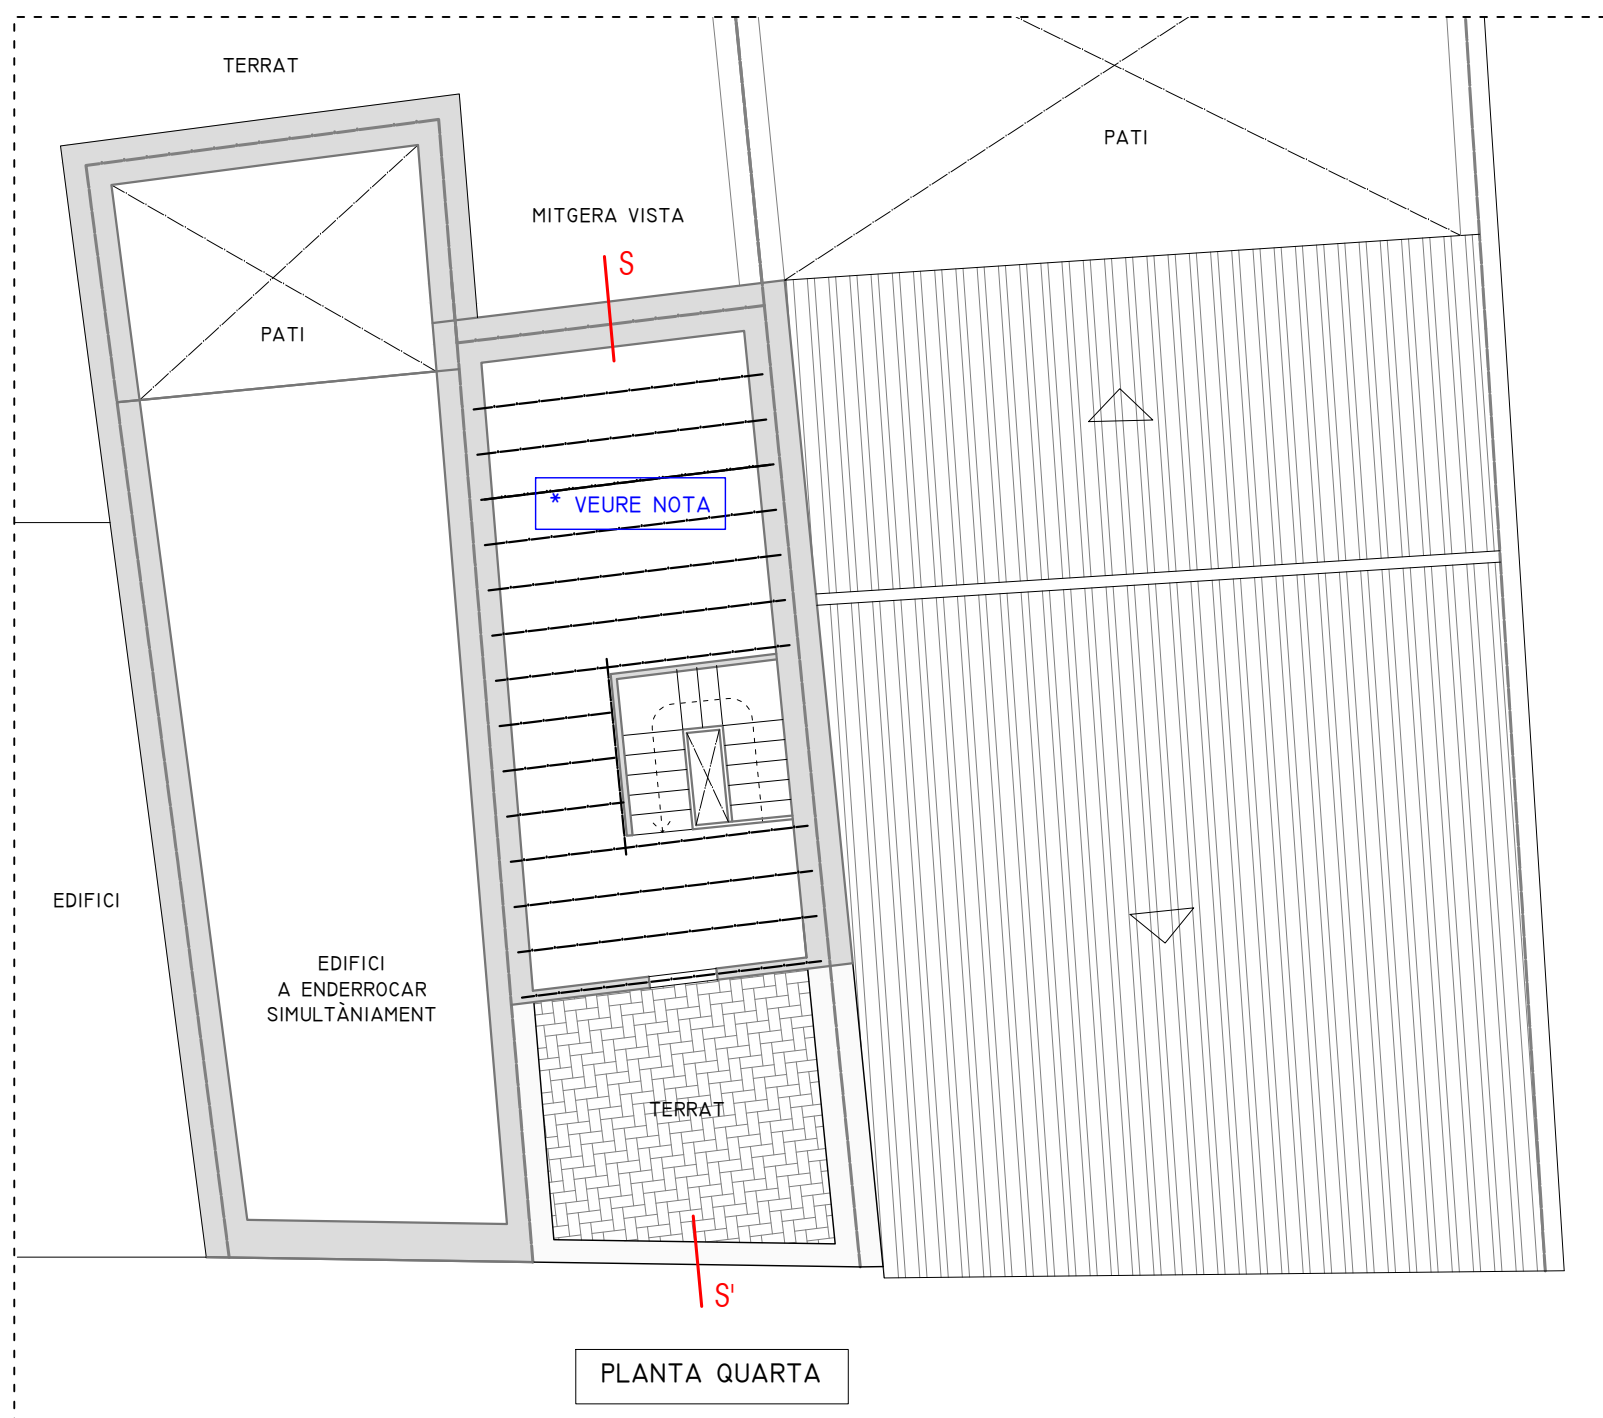 TERRAT
PATI
MITGERA VISTA
S
PATI
* VEURE NOTA
EDIFICI
EDIFICI
A ENDERROCAR
SIMULTÀNIAMENT
TERRAT
S'
PLANTA QUARTA